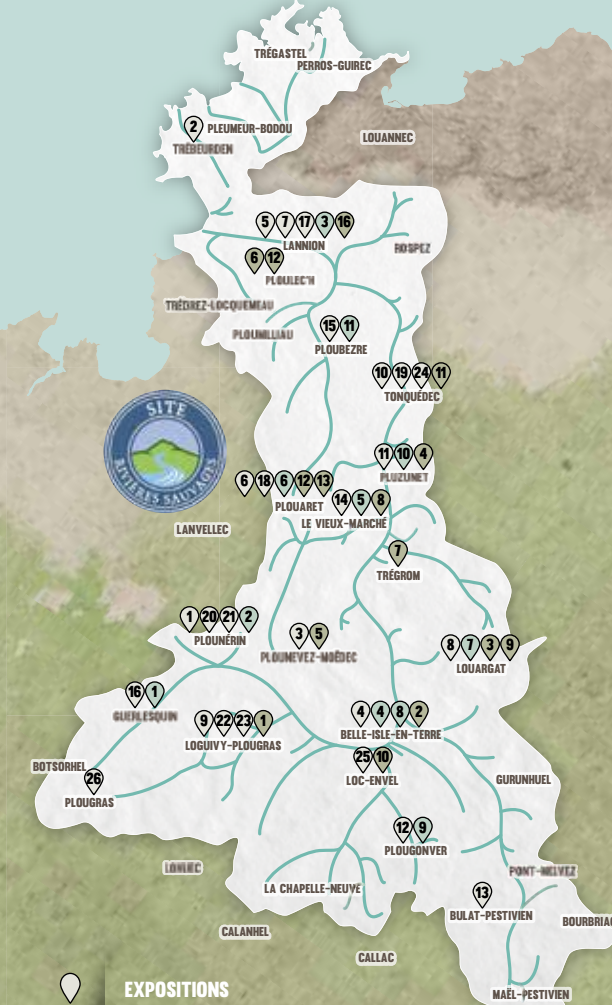 TRÉGASTEL
PERROS-GUIREC
2
PLEUMEUR-BODOU
LOUANNEC
TRÉBEURDEN
5 7 17 3 16
LANNION
ROSPEZ
6 12
PLOULEC'H
TRÉDREZ-LOCQUEMEAU
15 11
PLOUMILLIAU
PLOUBEZRE
10 19 24 11
TONQUÉDEC
SITE
RIVIÈRES SAUVAGES
11 10 4
PLUZUNET
6 18 6 12 13
14 5 8
PLOUARET
LE VIEUX-MARCHÉ
LANVELLEC
7
TRÉGROM
1 20 21 2
PLOUNÉRIN
3 5
PLOUNEVEZ-MOËDEC
8 7 3 9
LOUARGAT
16 1
GUERLESQUIN
9 22 23 1
LOGUIVY-PLOUGRAS
4 4 8 2
BELLE-ISLE-EN-TERRE
25 10
LOC-ENVEL
BOTSORHEL
26
PLOUGRAS
GURUNHUEL
12 9
PLOUGONVER
PONT-MELVEZ
LA CHAPELLE-NEUVE
13
BULAT-PESTIVIEN
CALANHEL
CALLAC
MAËL-PESTIVIEN
EXPOSITIONS